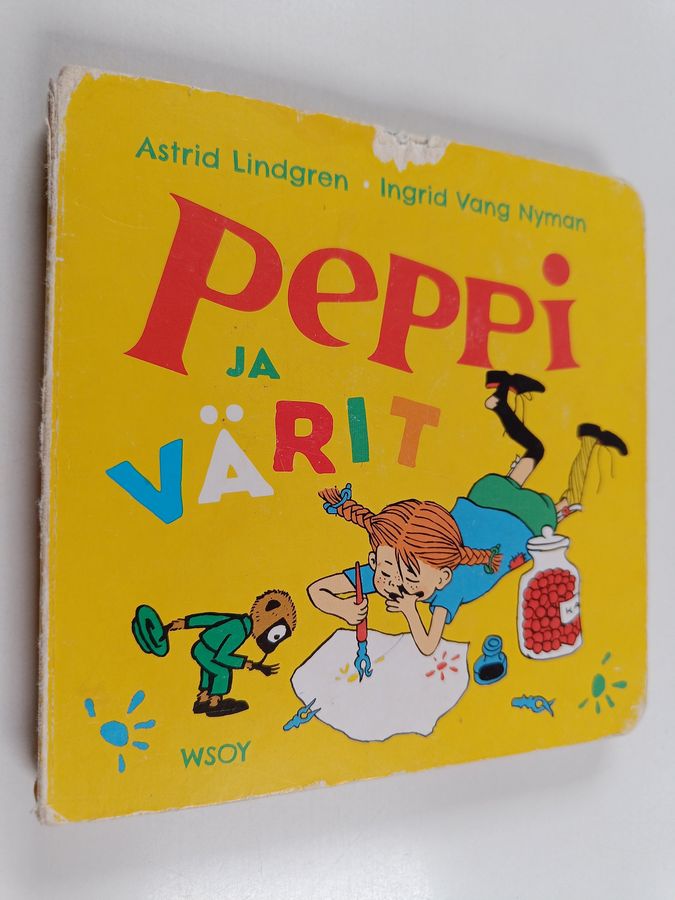 Astrid Lindgren • Ingrid Vang Nyman
Peppi
JA
VÄRIT
WSOY